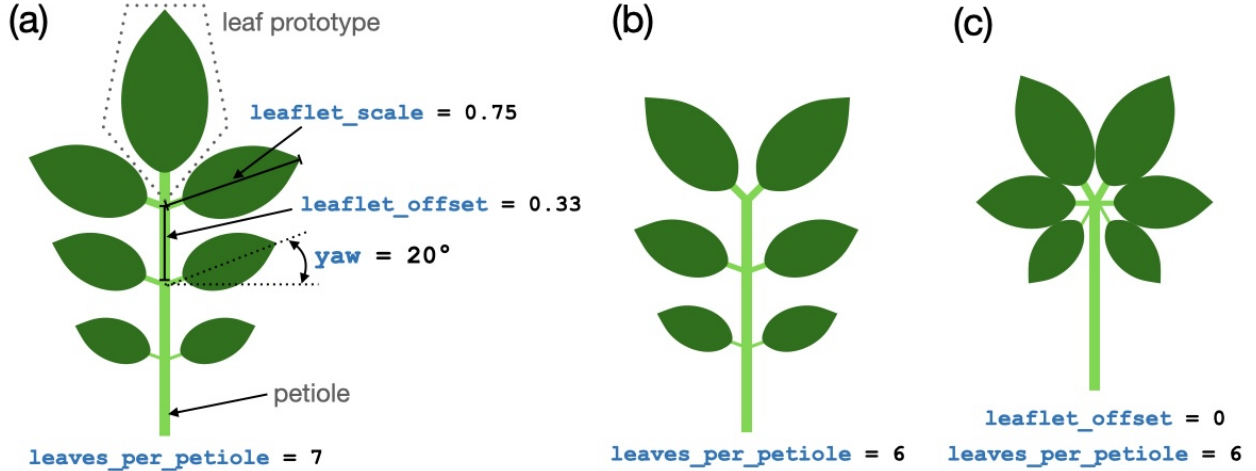 (a)
leaf prototype
leaflet_scale = 0.75
leaflet_offset = 0.33
yaw = 20°
petiole
leaves_per_petiole = 7
(b)
leaves_per_petiole = 6
(c)
leaflet_offset = 0
leaves_per_petiole = 6